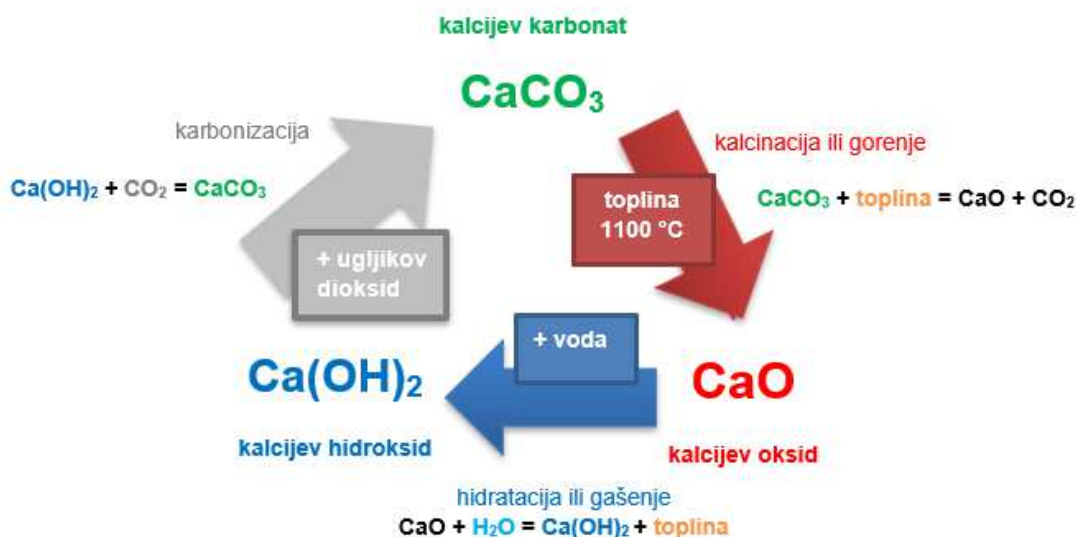 kalcijev karbonat
CaCO₃
karbonizacija
Ca(OH)₂ + CO₂ = CaCO₃
kalcinacija ili gorenje
CaCO₃ + toplina = CaO + CO₂
toplina
1100 °C
+ ugljikov
dioksid
+ voda
Ca(OH)₂
kalcijev hidroksid
CaO
kalcijev oksid
hidratacija ili gašenje
CaO + H₂O = Ca(OH)₂ + toplina